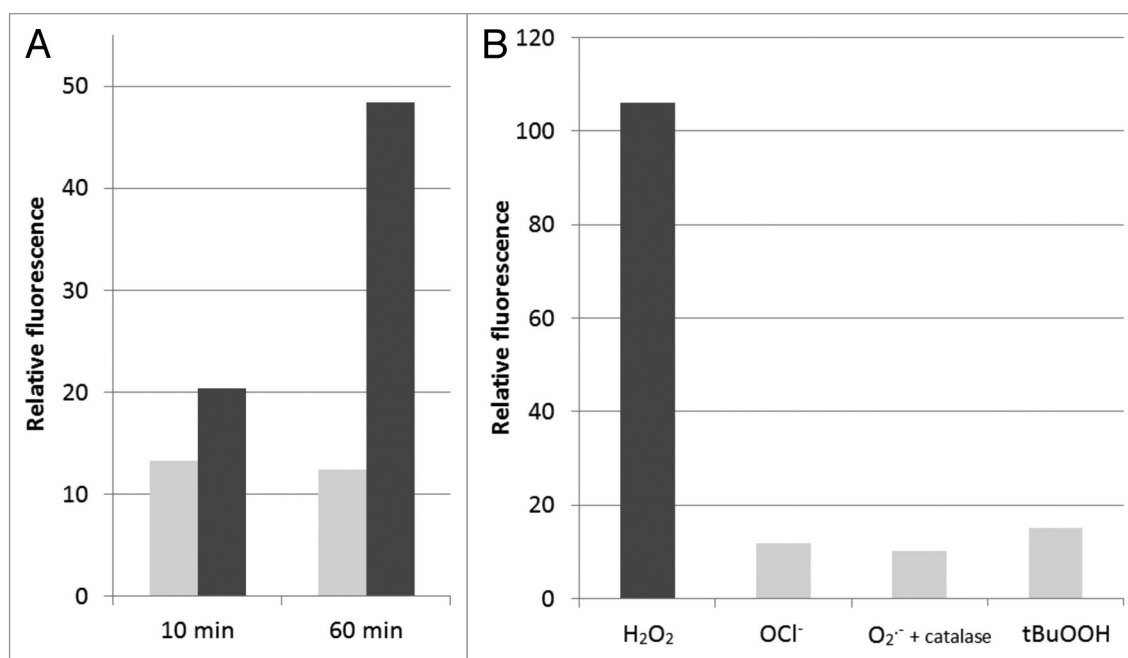 A
Relative fluorescence
50
40
30
20
10
0
10 min 60 min
B
Relative fluorescence
120
100
80
60
40
20
0
H₂O₂ OCl⁻ O₂·⁻ + catalase tBuOOH